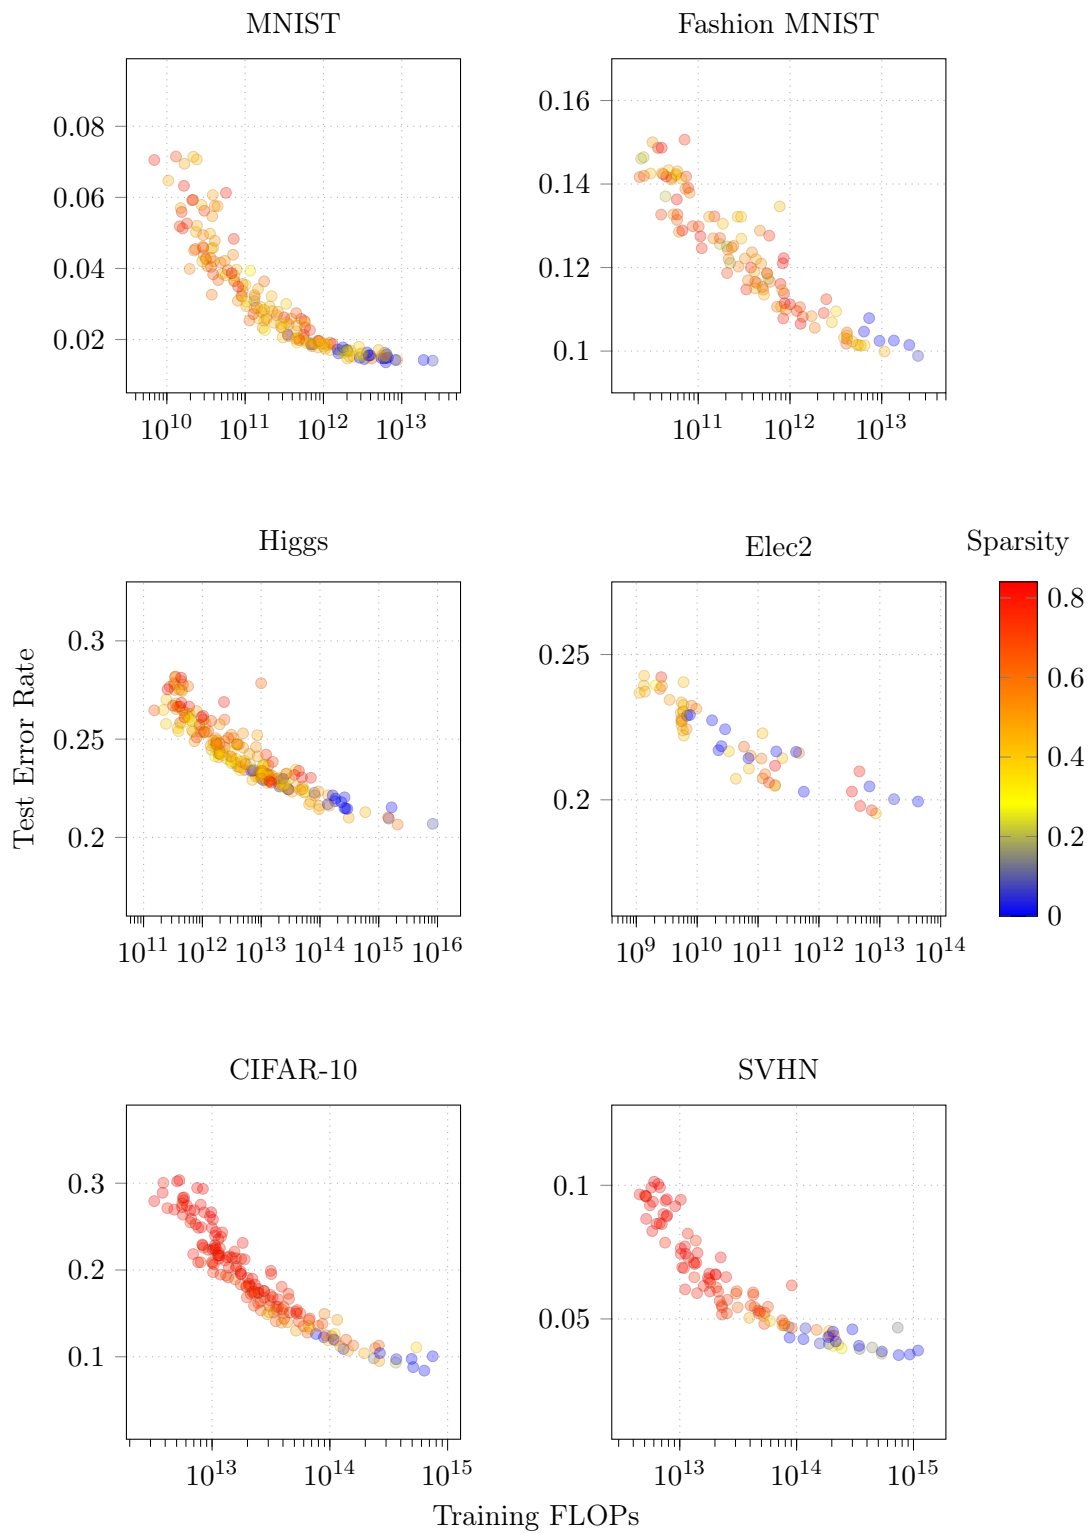 MNIST
Fashion MNIST
0.08
0.06
0.04
0.02
10^10 10^11 10^12 10^13
0.16
0.14
0.12
0.1
10^11 10^12 10^13
Higgs
Elec2
Sparsity
Test Error Rate
0.3
0.25
0.2
10^11 10^12 10^13 10^14 10^15 10^16
0.25
0.2
10^9 10^10 10^11 10^12 10^13 10^14
0.8
0.6
0.4
0.2
0
CIFAR-10
SVHN
0.3
0.2
0.1
10^13 10^14 10^15
0.1
0.05
10^13 10^14 10^15
Training FLOPs